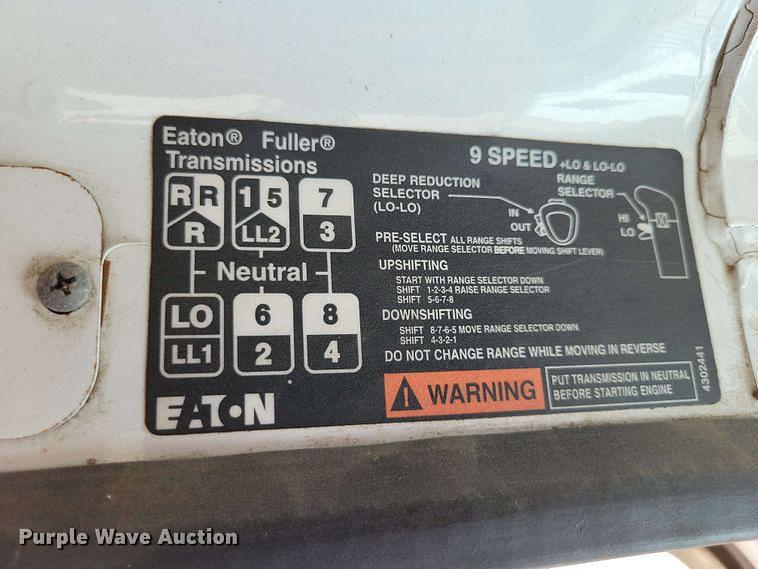 Eaton® Fuller®
Transmissions
9 SPEED +LO & LO-LO
DEEP REDUCTION
SELECTOR
(LO-LO)
RANGE
SELECTOR
IN
OUT
HI
LO
R R
R
1 5
LL2
7
3
Neutral
LO
LL1
6
2
8
4
PRE-SELECT ALL RANGE SHIFTS
(MOVE RANGE SELECTOR BEFORE MOVING SHIFT LEVER)
UPSHIFTING
START WITH RANGE SELECTOR DOWN
SHIFT 1-2-3-4 RAISE RANGE SELECTOR
SHIFT 5-6-7-8
DOWNSHIFTING
SHIFT 8-7-6-5 MOVE RANGE SELECTOR DOWN
SHIFT 4-3-2-1
DO NOT CHANGE RANGE WHILE MOVING IN REVERSE
EATON
WARNING
PUT TRANSMISSION IN NEUTRAL
BEFORE STARTING ENGINE
4302441
Purple Wave Auction